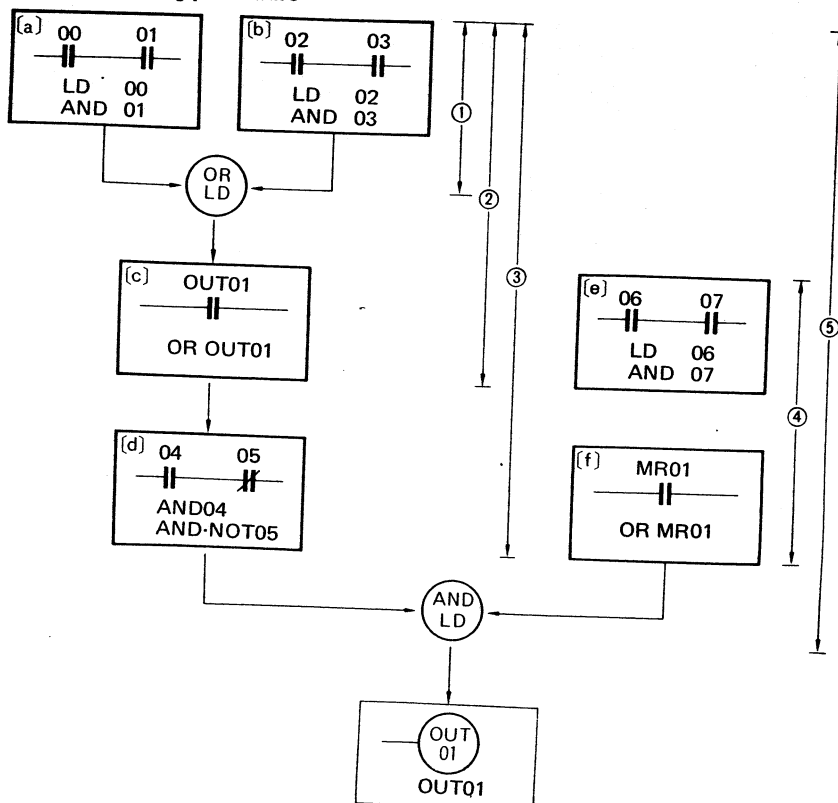 [a]
00 01
LD 00
AND 01
[b]
02 03
LD 02
AND 03
①
OR
LD
②
[c]
OUT01
OR OUT01
③
[e]
06 07
LD 06
AND 07
⑤
④
[d]
04 05
AND04
AND·NOT05
[f]
MR01
OR MR01
AND
LD
OUT
01
OUT01